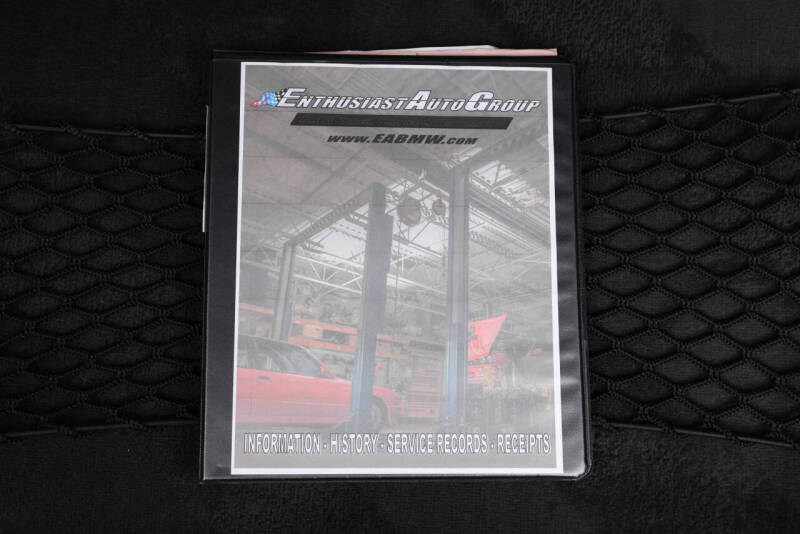 EnthusiastAutoGroup
www.EABMW.com
INFORMATION - HISTORY - SERVICE RECORDS - RECEIPTS